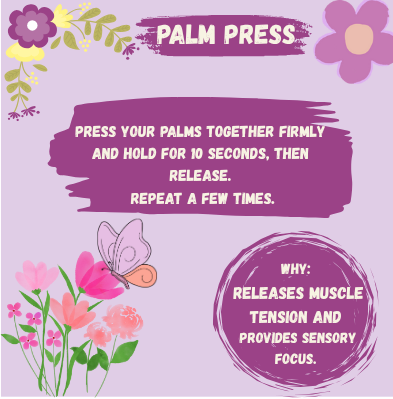 PALM PRESS
PRESS YOUR PALMS TOGETHER FIRMLY
AND HOLD FOR 10 SECONDS, THEN
RELEASE.
REPEAT A FEW TIMES.
WHY:
RELEASES MUSCLE
TENSION AND
PROVIDES SENSORY
FOCUS.